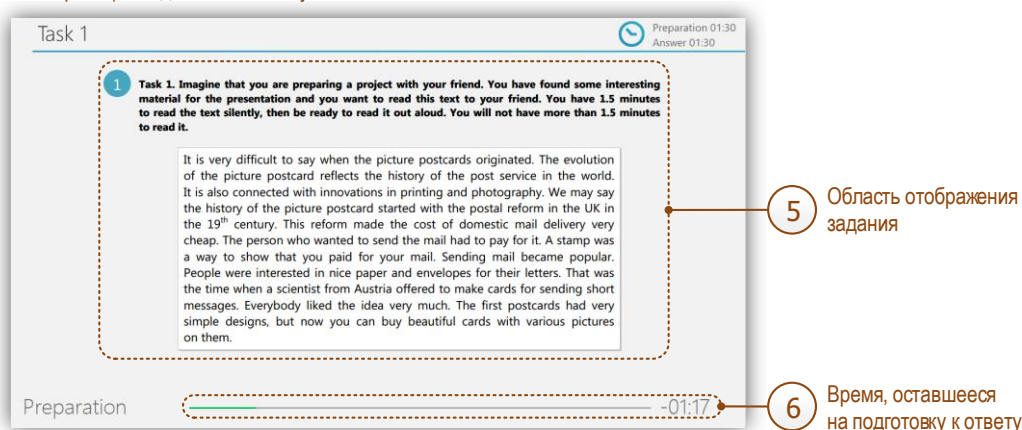 Task 1
Preparation 01:30
Answer 01:30
1
Task 1. Imagine that you are preparing a project with your friend. You have found some interesting
material for the presentation and you want to read this text to your friend. You have 1.5 minutes
to read the text silently, then be ready to read it out aloud. You will not have more than 1.5 minutes
to read it.
It is very difficult to say when the picture postcards originated. The evolution
of the picture postcard reflects the history of the post service in the world.
It is also connected with innovations in printing and photography. We may say
the history of the picture postcard started with the postal reform in the UK in
the 19th century. This reform made the cost of domestic mail delivery very
cheap. The person who wanted to send the mail had to pay for it. A stamp was
a way to show that you paid for your mail. Sending mail became popular.
People were interested in nice paper and envelopes for their letters. That was
the time when a scientist from Austria offered to make cards for sending short
messages. Everybody liked the idea very much. The first postcards had very
simple designs, but now you can buy beautiful cards with various pictures
on them.
5
Область отображения
задания
Preparation
-01:17
6
Время, оставшееся
на подготовку к ответу